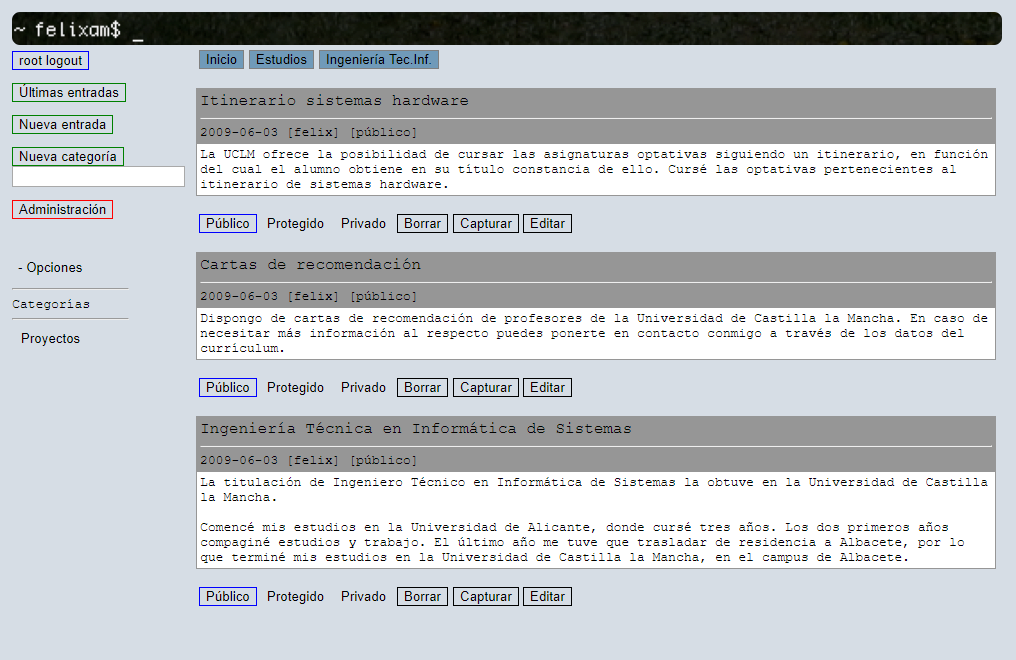 ~ felixam$ _
root logout
Últimas entradas
Nueva entrada
Nueva categoría
Administración
- Opciones
Categorías
Proyectos
Inicio Estudios Ingeniería Tec.Inf.
Itinerario sistemas hardware
2009-06-03 [felix] [público]
La UCLM ofrece la posibilidad de cursar las asignaturas optativas siguiendo un itinerario, en función
del cual el alumno obtiene en su título constancia de ello. Cursé las optativas pertenecientes al
itinerario de sistemas hardware.
Público Protegido Privado Borrar Capturar Editar
Cartas de recomendación
2009-06-03 [felix] [público]
Dispongo de cartas de recomendación de profesores de la Universidad de Castilla la Mancha. En caso de
necesitar más información al respecto puedes ponerte en contacto conmigo a través de los datos del
currículum.
Público Protegido Privado Borrar Capturar Editar
Ingeniería Técnica en Informática de Sistemas
2009-06-03 [felix] [público]
La titulación de Ingeniero Técnico en Informática de Sistemas la obtuve en la Universidad de Castilla
la Mancha.
Comencé mis estudios en la Universidad de Alicante, donde cursé tres años. Los dos primeros años
compaginé estudios y trabajo. El último año me tuve que trasladar de residencia a Albacete, por lo
que terminé mis estudios en la Universidad de Castilla la Mancha, en el campus de Albacete.
Público Protegido Privado Borrar Capturar Editar